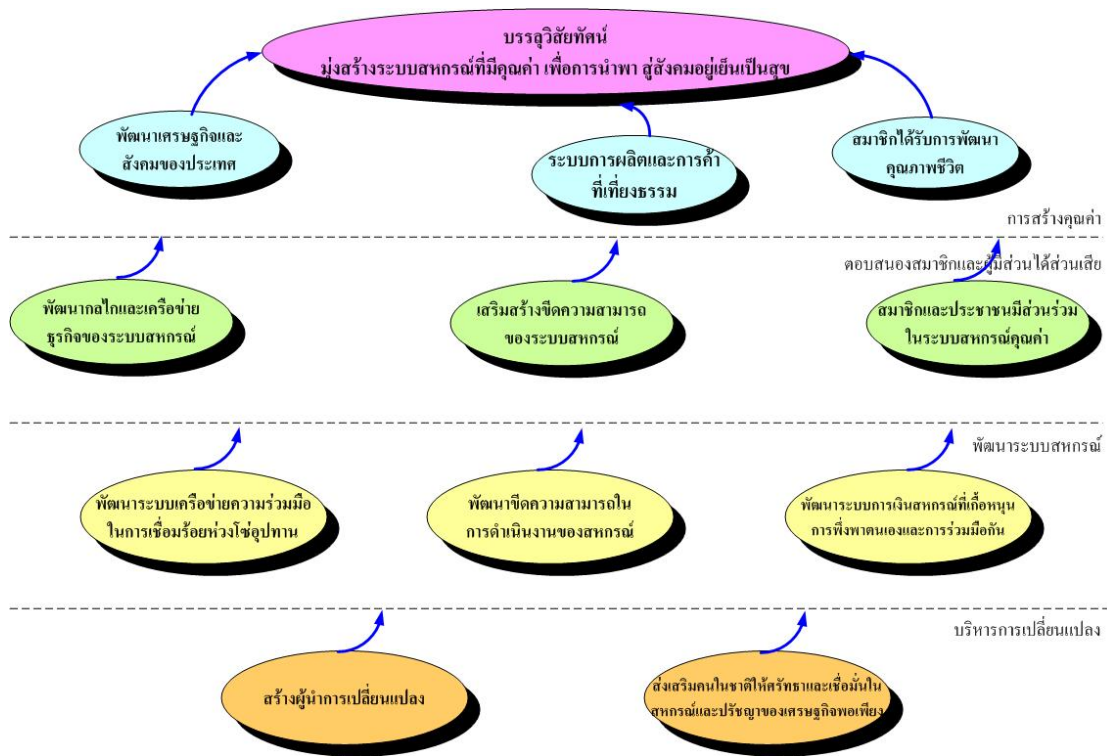 บรรลุวิสัยทัศน์
มุ่งสร้างระบบสหกรณ์ที่มีคุณค่า เพื่อการนำพา สู่สังคมอยู่เย็นเป็นสุข
พัฒนาเศรษฐกิจและ
สังคมของประเทศ
ระบบการผลิตและการค้า
ที่เที่ยงธรรม
สมาชิกได้รับการพัฒนา
คุณภาพชีวิต
การสร้างคุณค่า
ตอบสนองสมาชิกและผู้มีส่วนได้ส่วนเสีย
พัฒนากลไกและเครือข่าย
ธุรกิจของระบบสหกรณ์
เสริมสร้างขีดความสามารถ
ของระบบสหกรณ์
สมาชิกและประชาชนมีส่วนร่วม
ในระบบสหกรณ์คุณค่า
พัฒนาระบบสหกรณ์
พัฒนาระบบเครือข่ายความร่วมมือ
ในการเชื่อมร้อยห่วงโซ่อุปทาน
พัฒนาขีดความสามารถใน
การดำเนินงานของสหกรณ์
พัฒนาระบบการเงินสหกรณ์ที่เกื้อหนุน
การพึ่งพาตนเองและการร่วมมือกัน
บริหารการเปลี่ยนแปลง
สร้างผู้นำการเปลี่ยนแปลง
ส่งเสริมคนในชาติให้ศรัทธาและเชื่อมั่นใน
สหกรณ์และปรัชญาของเศรษฐกิจพอเพียง